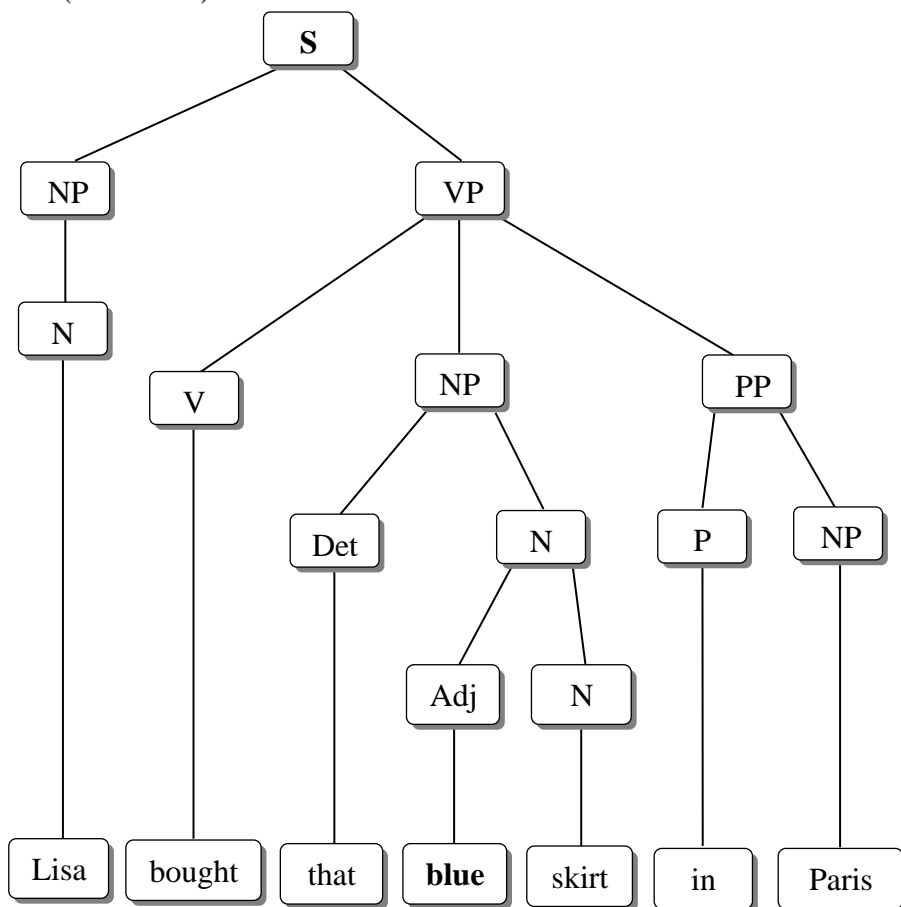 S
NP VP
N
V NP PP
Det N P NP
Adj N
Lisa bought that blue skirt in Paris